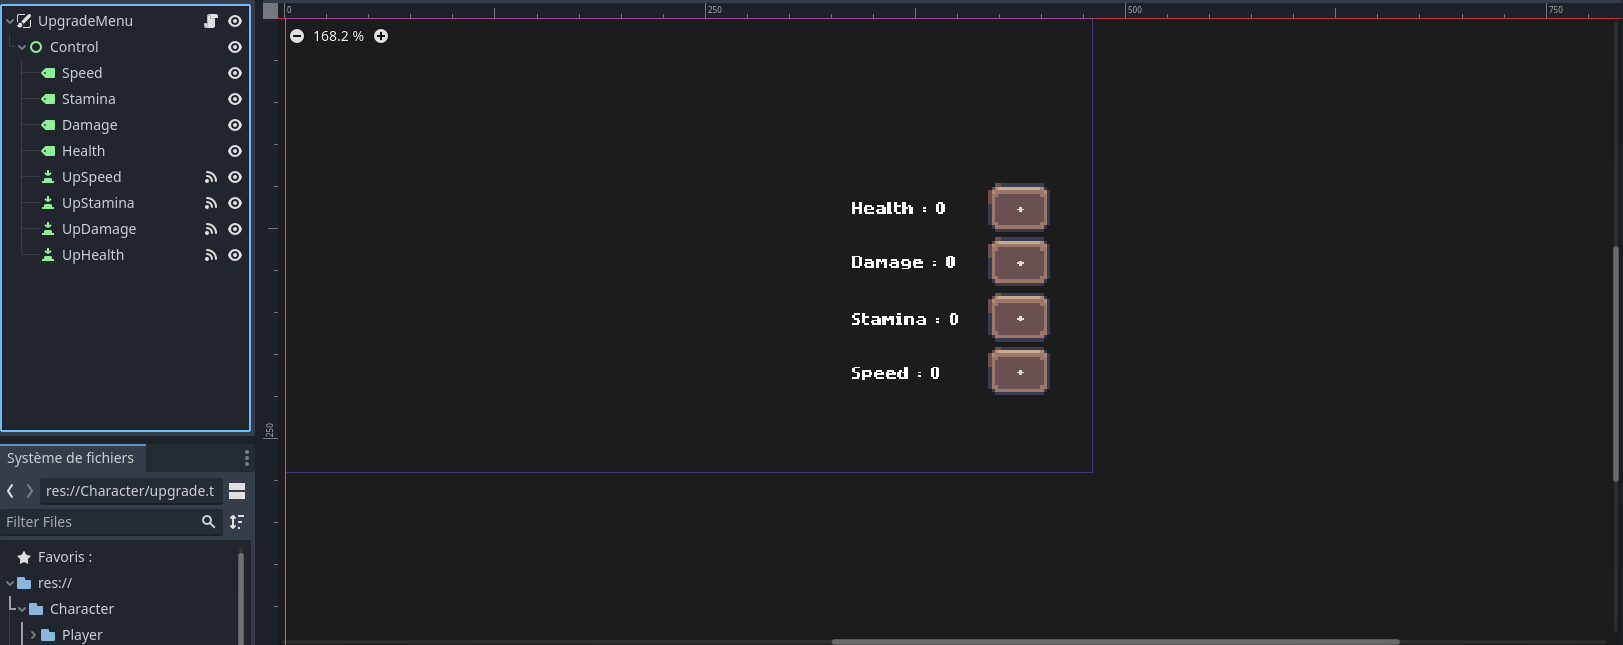 UpgradeMenu
Control
Speed
Stamina
Damage
Health
UpSpeed
UpStamina
UpDamage
UpHealth
Système de fichiers
res://Character/upgrade.t
Filter Files
Favoris :
res://
Character
Player
0
250
500
750
168.2 %
250
Health : 0
+
Damage : 0
+
Stamina : 0
+
Speed : 0
+